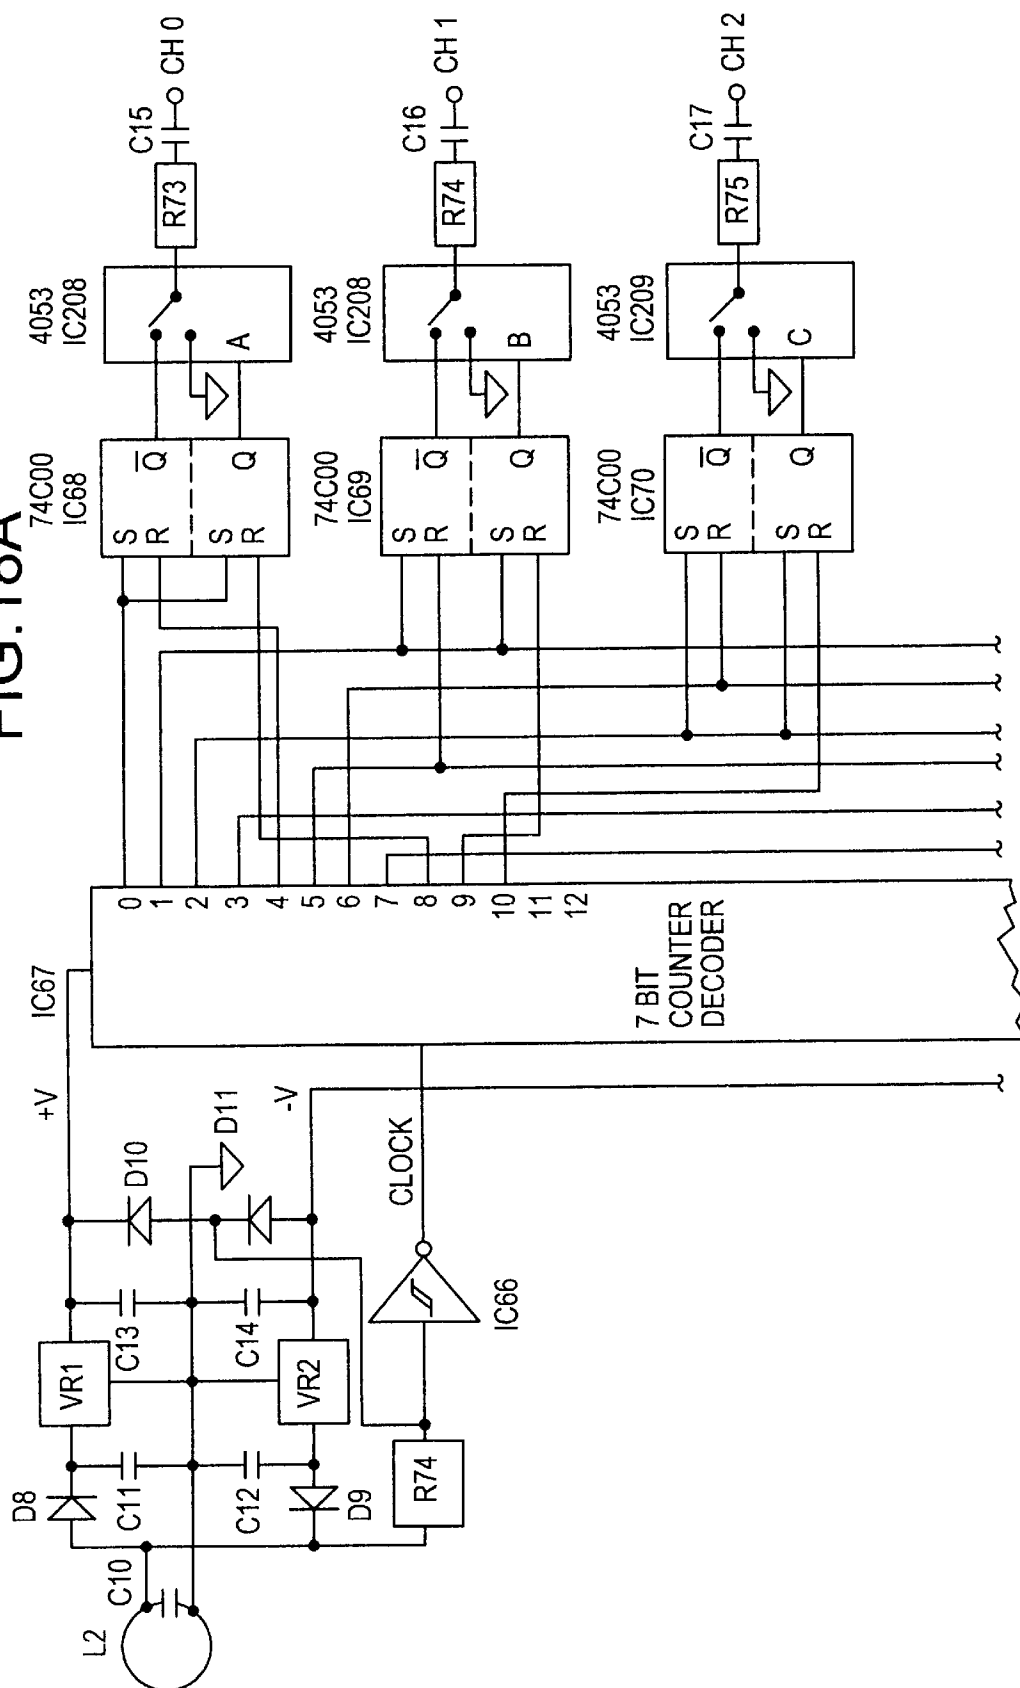 FIG.18A
74C00
IC68
S
R
Q
S
R
Q
4053
IC208
A
R73
C15
CH 0
74C00
IC69
S
R
Q
S
R
Q
4053
IC208
B
R74
C16
CH 1
74C00
IC70
S
R
Q
S
R
Q
4053
IC209
C
R75
C17
CH 2
IC67
0
1
2
3
4
5
6
7
8
9
10
11
12
7 BIT
COUNTER
DECODER
+V
-V
D10
D11
CLOCK
IC66
VR1
C13
C14
VR2
D8
C11
C12
D9
R74
L2
C10